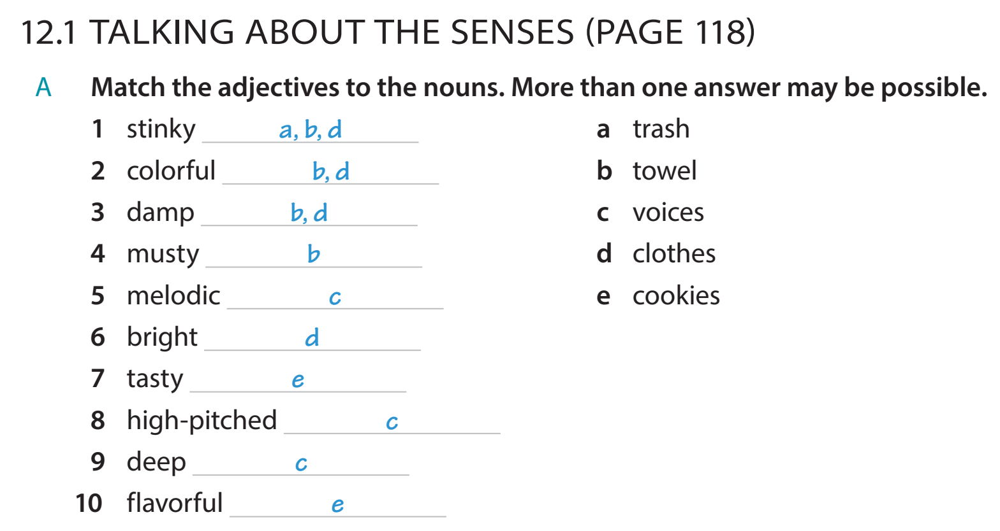 12.1 TALKING ABOUT THE SENSES (PAGE 118)
A Match the adjectives to the nouns. More than one answer may be possible.
1 stinky a, b, d
2 colorful b, d
3 damp b, d
4 musty b
5 melodic c
6 bright d
7 tasty e
8 high-pitched c
9 deep c
10 flavorful e
a trash
b towel
c voices
d clothes
e cookies